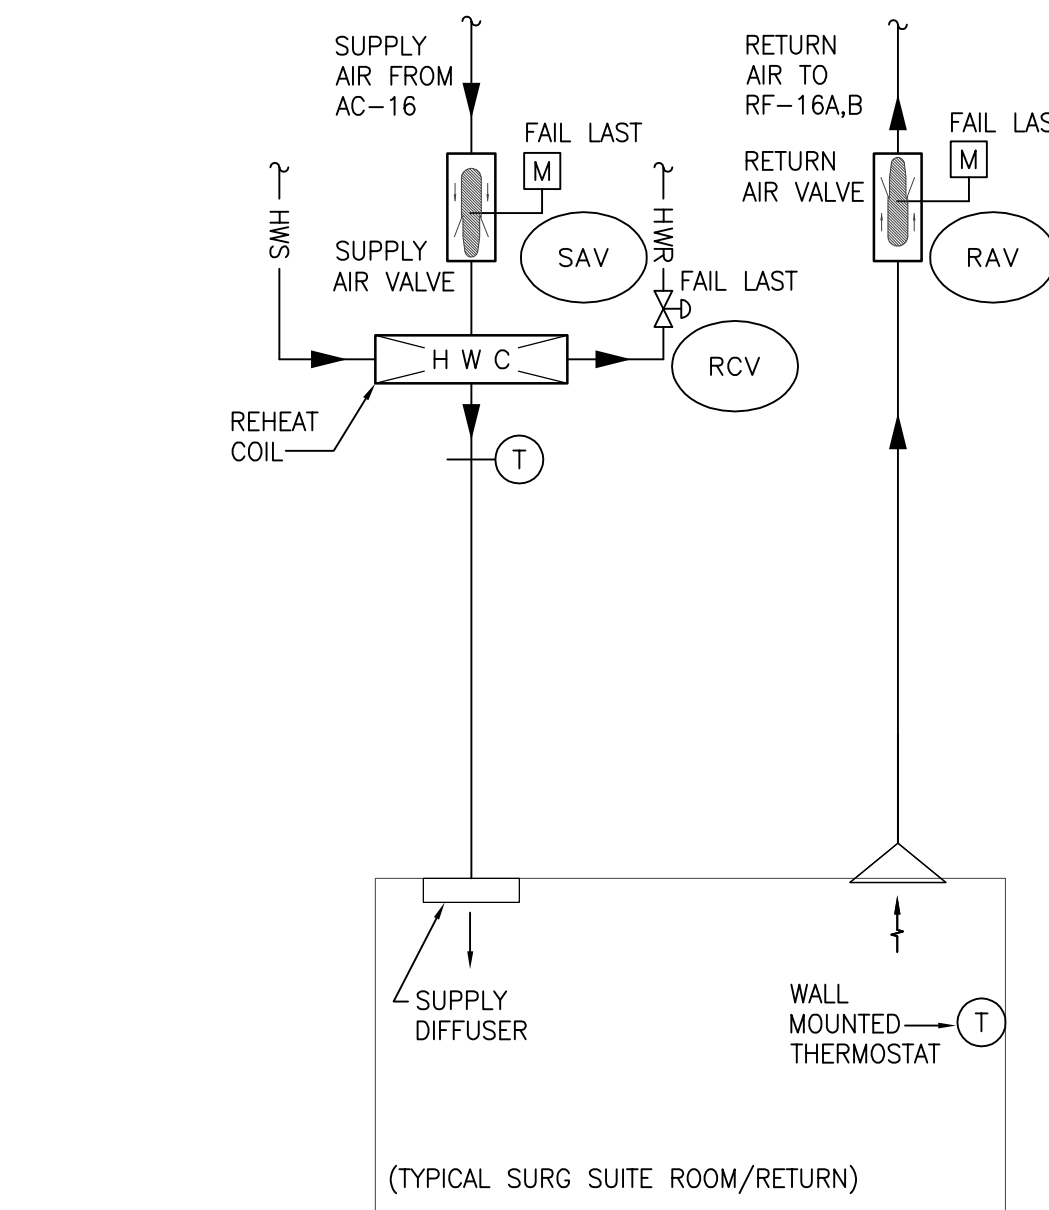 SUPPLY
AIR FROM
AC-16
RETURN
AIR TO
RF-16A,B
FAIL LAST
M
FAIL LAS
M
RETURN
AIR VALVE
HWS
HWR
SUPPLY
AIR VALVE
SAV
RAV
FAIL LAST
H W C
RCV
REHEAT
COIL
T
SUPPLY
DIFFUSER
WALL
MOUNTED
THERMOSTAT
T
(TYPICAL SURG SUITE ROOM/RETURN)